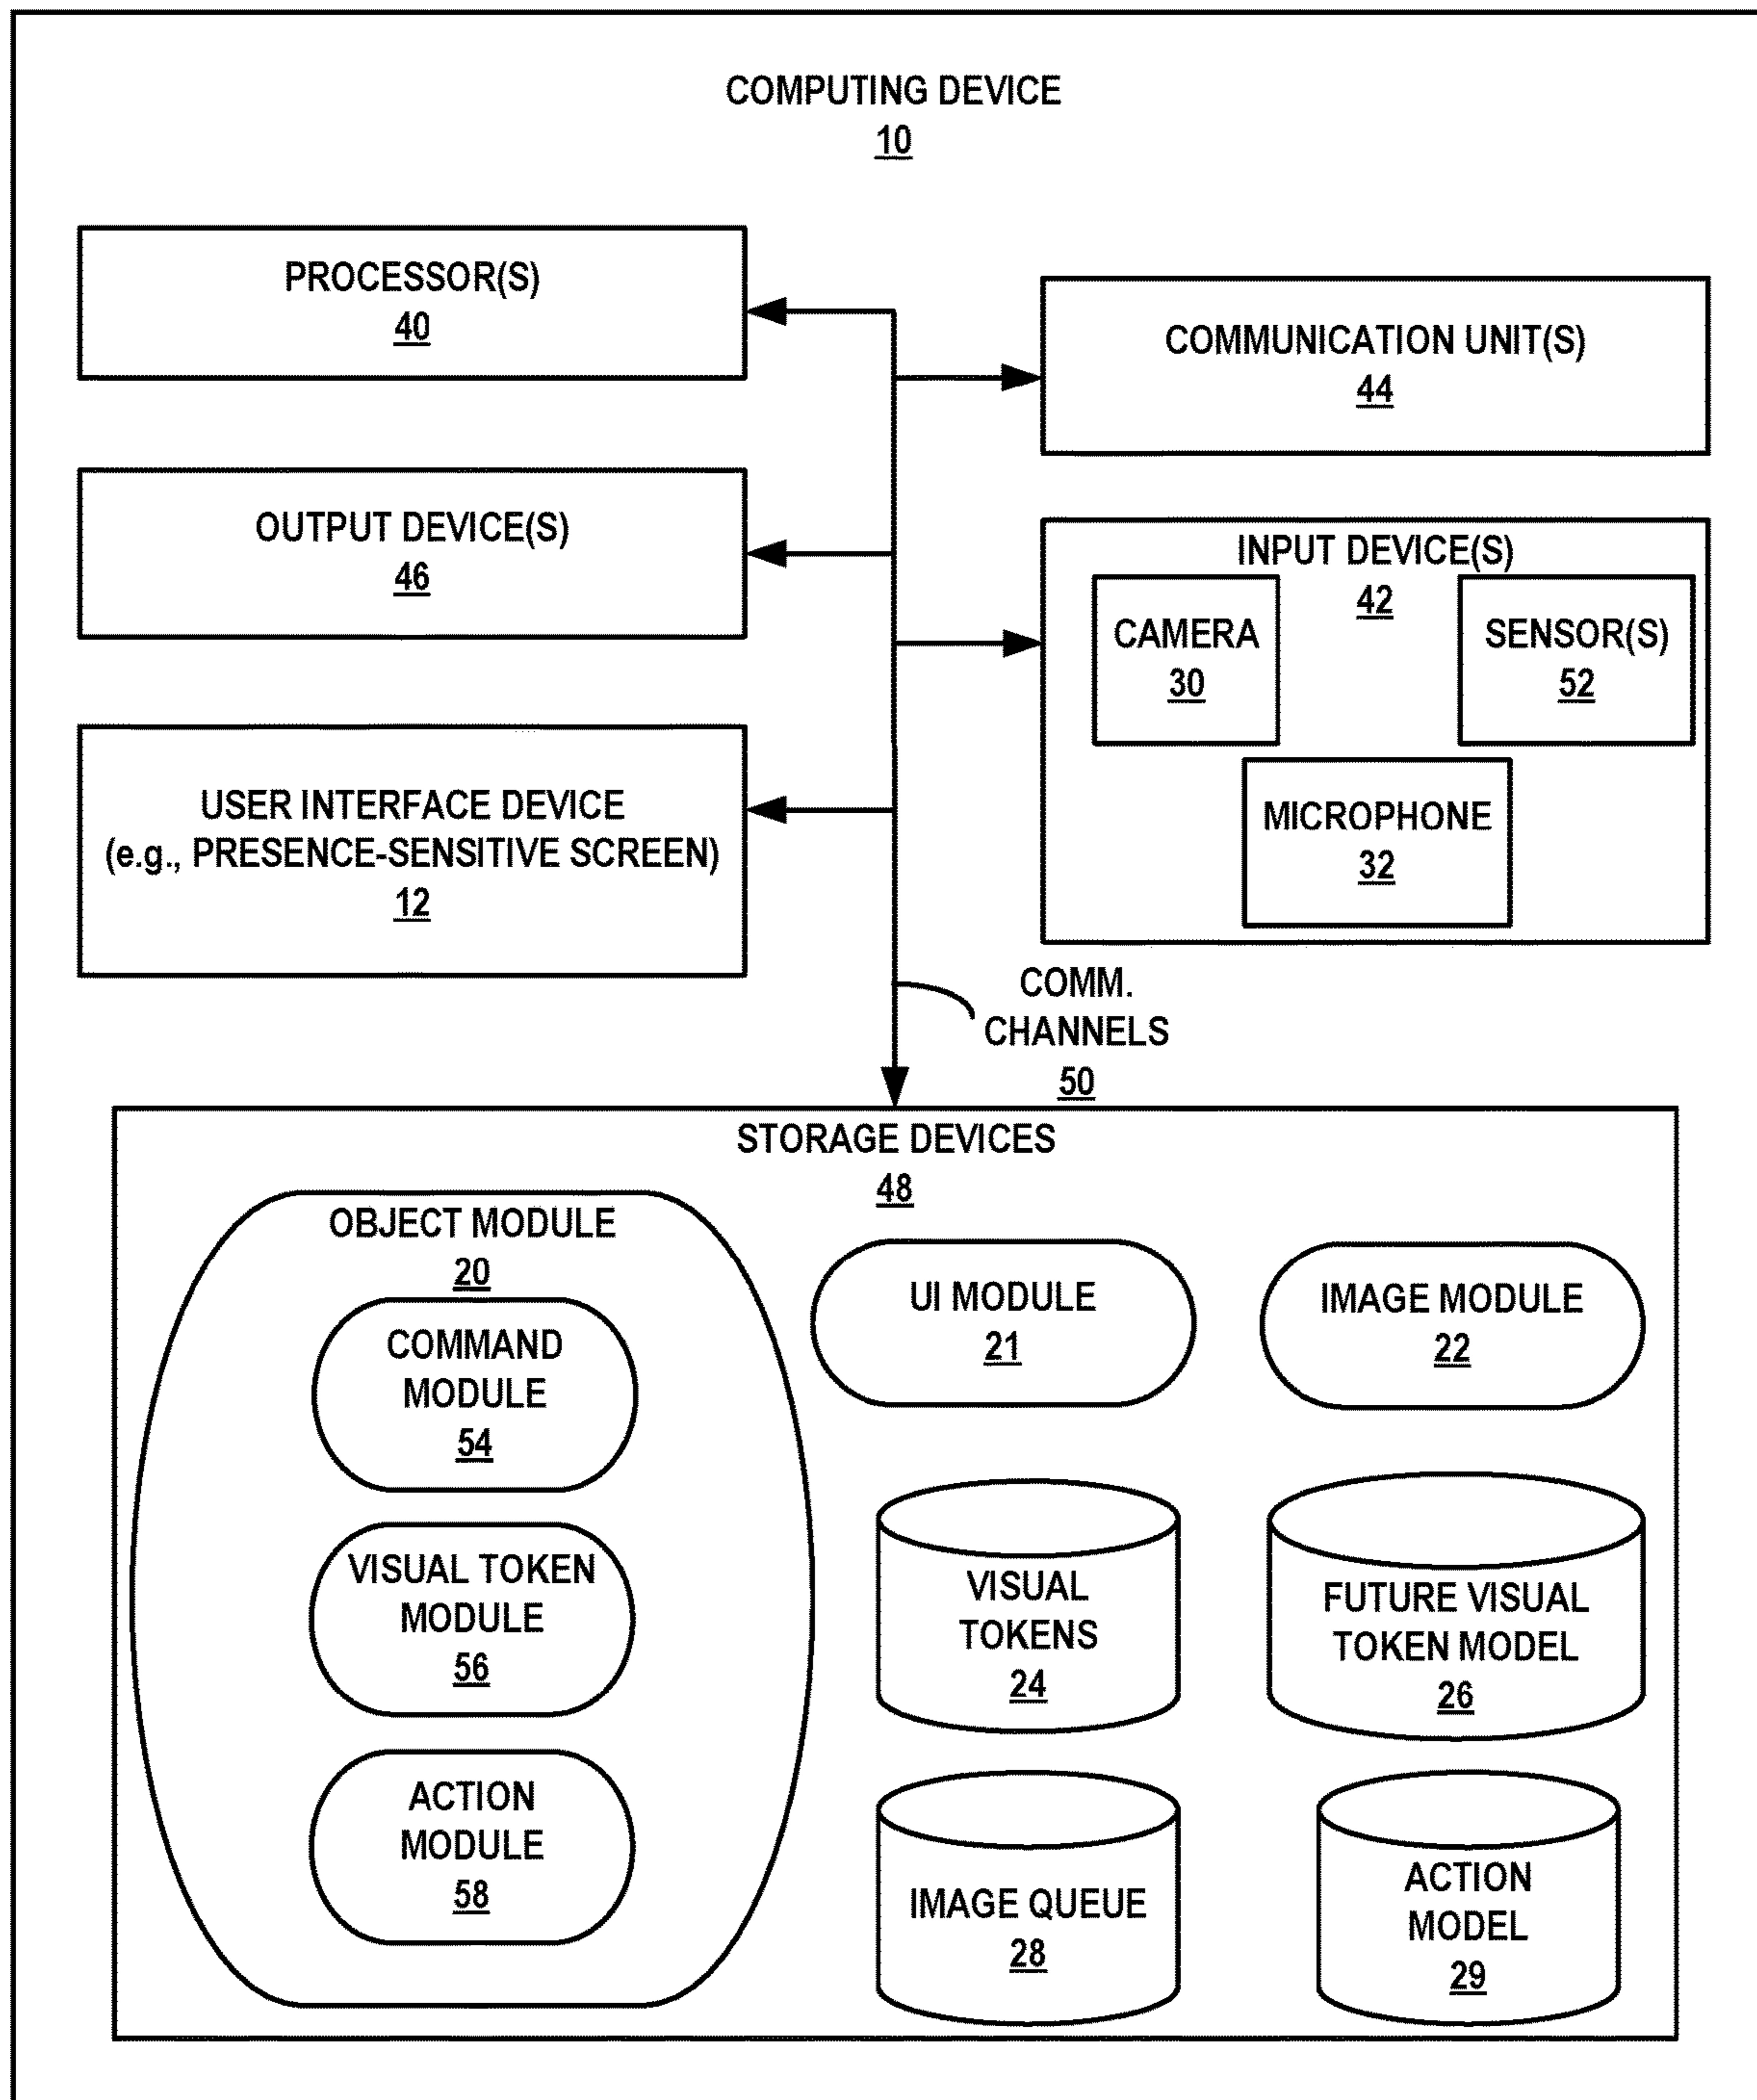 COMPUTING DEVICE
10
PROCESSOR(S)
40
COMMUNICATION UNIT(S)
44
OUTPUT DEVICE(S)
46
INPUT DEVICE(S)
42
CAMERA
30
SENSOR(S)
52
MICROPHONE
32
USER INTERFACE DEVICE
(e.g., PRESENCE-SENSITIVE SCREEN)
12
COMM.
CHANNELS
50
STORAGE DEVICES
48
OBJECT MODULE
20
COMMAND
MODULE
54
VISUAL TOKEN
MODULE
56
ACTION
MODULE
58
UI MODULE
21
IMAGE MODULE
22
VISUAL
TOKENS
24
FUTURE VISUAL
TOKEN MODEL
26
IMAGE QUEUE
28
ACTION
MODEL
29